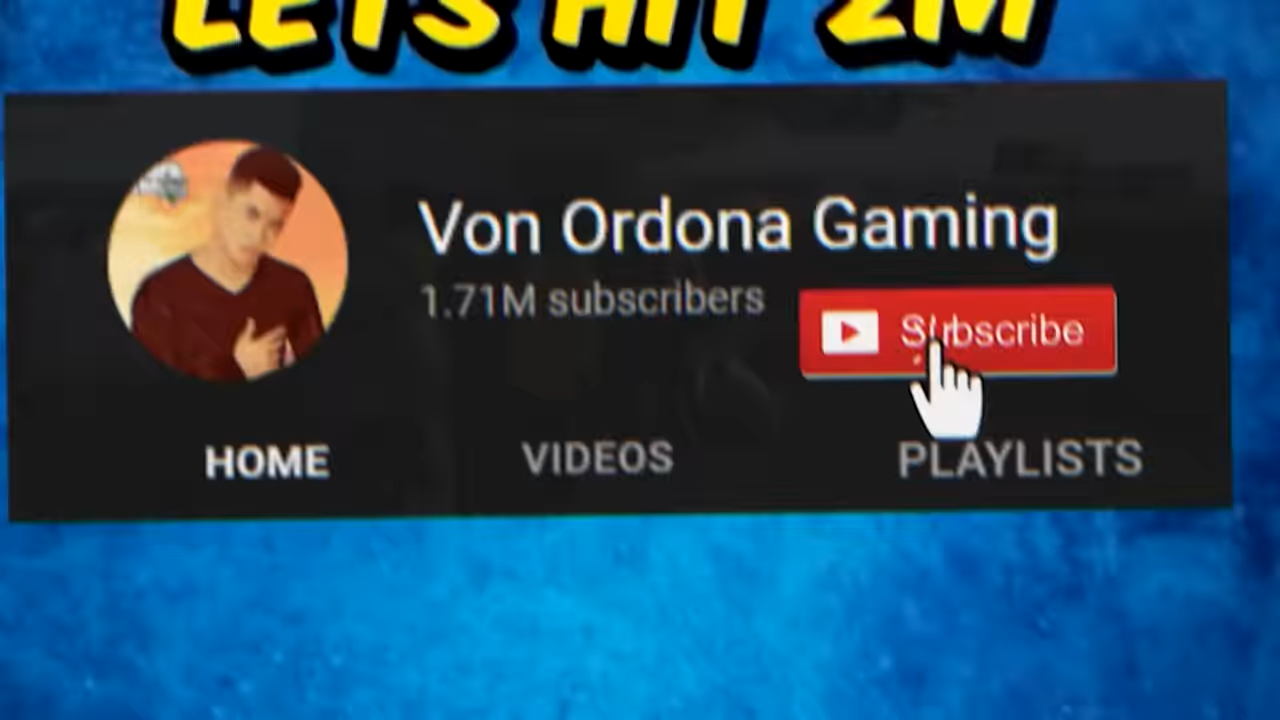 LETS HIT 2M
Von Ordona Gaming
1.71M subscribers
Subscribe
HOME VIDEOS PLAYLISTS